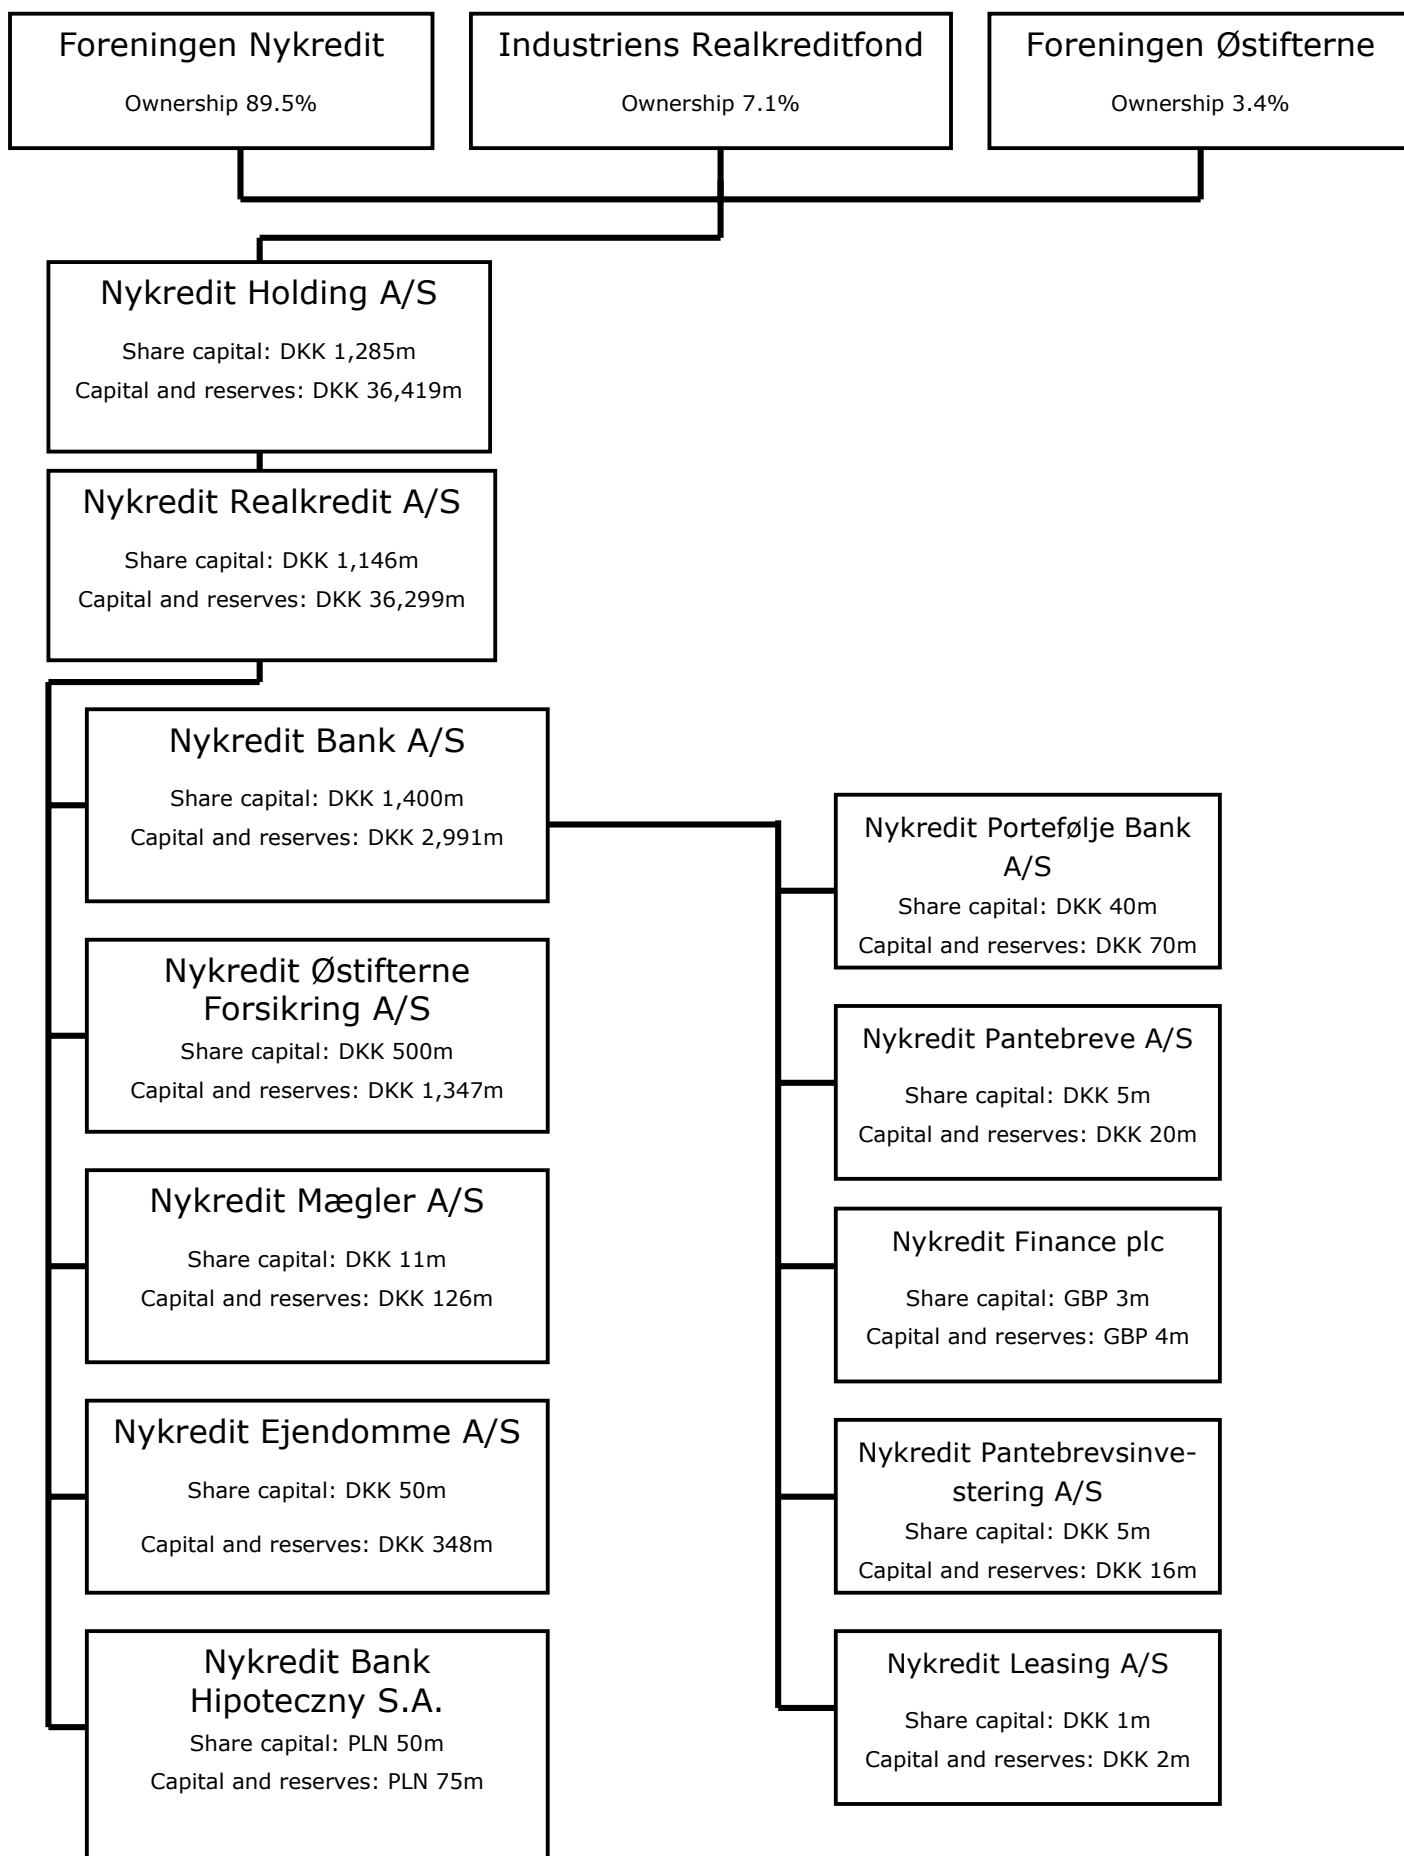 Foreningen Nykredit
Ownership 89.5%
Industriens Realkreditfond
Ownership 7.1%
Foreningen Østifterne
Ownership 3.4%
Nykredit Holding A/S
Share capital: DKK 1,285m
Capital and reserves: DKK 36,419m
Nykredit Realkredit A/S
Share capital: DKK 1,146m
Capital and reserves: DKK 36,299m
Nykredit Bank A/S
Share capital: DKK 1,400m
Capital and reserves: DKK 2,991m
Nykredit Østifterne
Forsikring A/S
Share capital: DKK 500m
Capital and reserves: DKK 1,347m
Nykredit Mægler A/S
Share capital: DKK 11m
Capital and reserves: DKK 126m
Nykredit Ejendomme A/S
Share capital: DKK 50m
Capital and reserves: DKK 348m
Nykredit Bank
Hipoteczny S.A.
Share capital: PLN 50m
Capital and reserves: PLN 75m
Nykredit Portefølje Bank
A/S
Share capital: DKK 40m
Capital and reserves: DKK 70m
Nykredit Pantebreve A/S
Share capital: DKK 5m
Capital and reserves: DKK 20m
Nykredit Finance plc
Share capital: GBP 3m
Capital and reserves: GBP 4m
Nykredit Pantebrevsinve-
stering A/S
Share capital: DKK 5m
Capital and reserves: DKK 16m
Nykredit Leasing A/S
Share capital: DKK 1m
Capital and reserves: DKK 2m